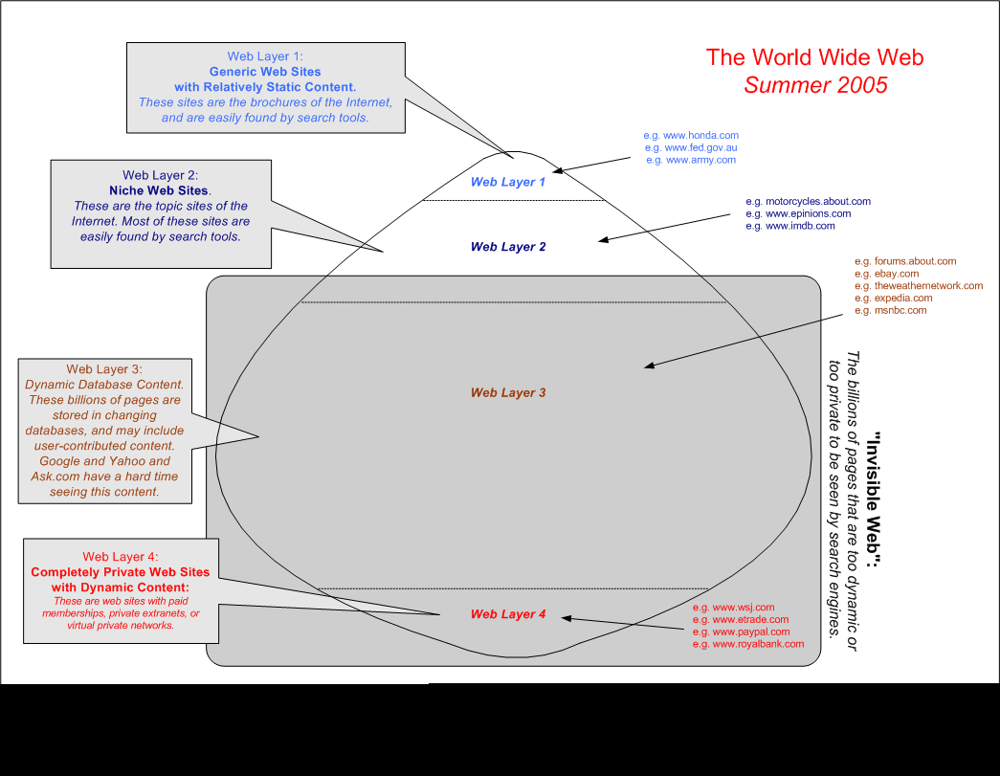 The World Wide Web
Summer 2005
Web Layer 1:
Generic Web Sites
with Relatively Static Content.
These sites are the brochures of the Internet,
and are easily found by search tools.
e.g. www.honda.com
e.g. www.fed.gov.au
e.g. www.army.com
Web Layer 1
Web Layer 2:
Niche Web Sites.
These are the topic sites of the
Internet. Most of these sites are
easily found by search tools.
e.g. motorcycles.about.com
e.g. www.epinions.com
e.g. www.imdb.com
Web Layer 2
e.g. forums.about.com
e.g. ebay.com
e.g. theweathernetwork.com
e.g. expedia.com
e.g. msnbc.com
Web Layer 3:
Dynamic Database Content.
These billions of pages are
stored in changing
databases, and may include
user-contributed content.
Google and Yahoo and
Ask.com have a hard time
seeing this content.
Web Layer 3
"Invisible Web":
The billions of pages that are too dynamic or
too private to be seen by search engines.
Web Layer 4:
Completely Private Web Sites
with Dynamic Content:
These are web sites with paid
memberships, private extranets, or
virtual private networks.
Web Layer 4
e.g. www.wsj.com
e.g. www.etrade.com
e.g. www.paypal.com
e.g. www.royalbank.com